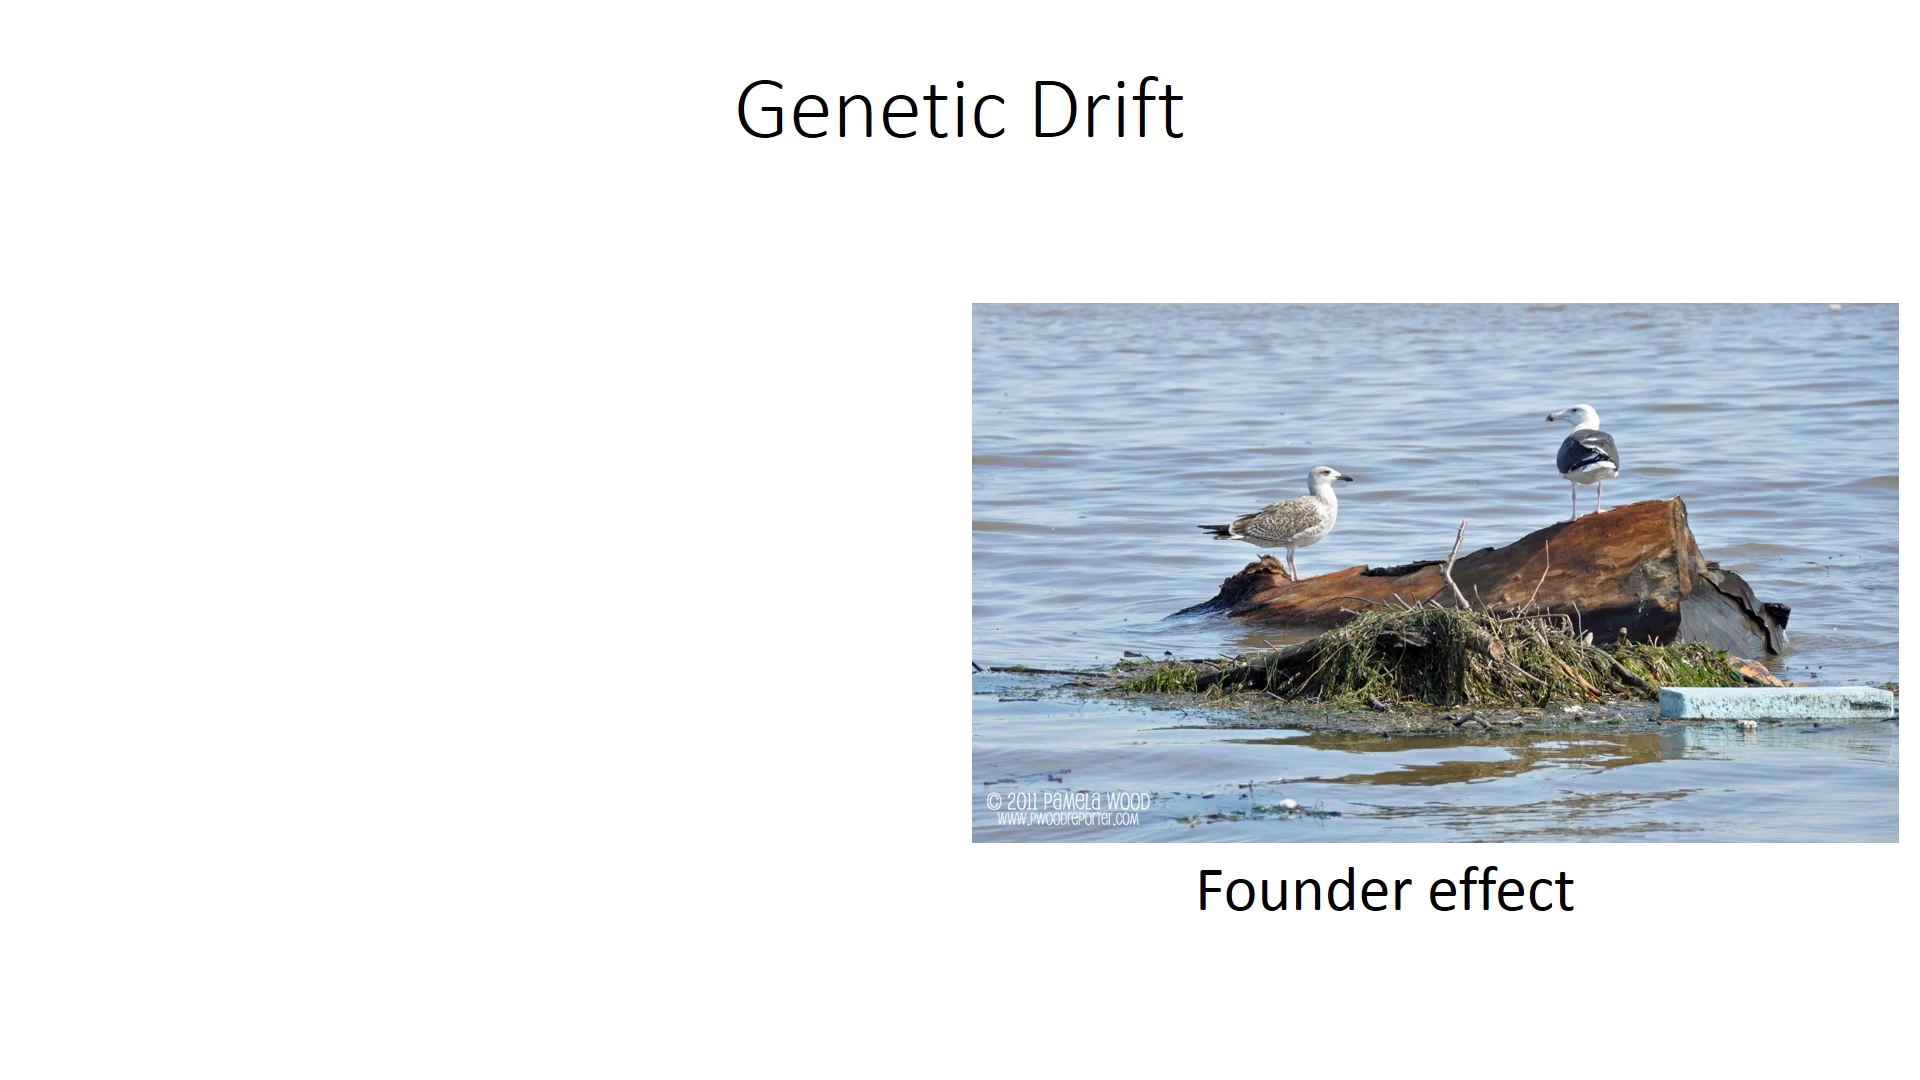 Genetic Drift
© 2011 PAMELA WOOD
WWW.PWOODREPORTER.COM
Founder effect